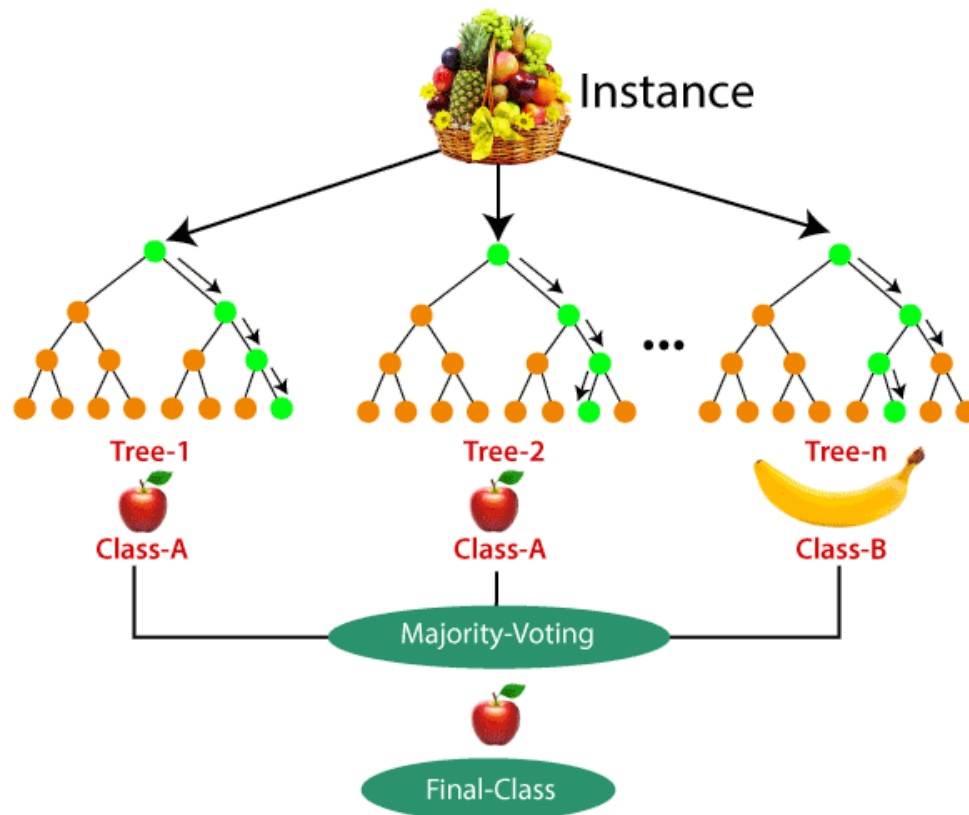 Instance
Tree-1
Tree-2
Tree-n
Class-A
Class-A
Class-B
Majority-Voting
Final-Class